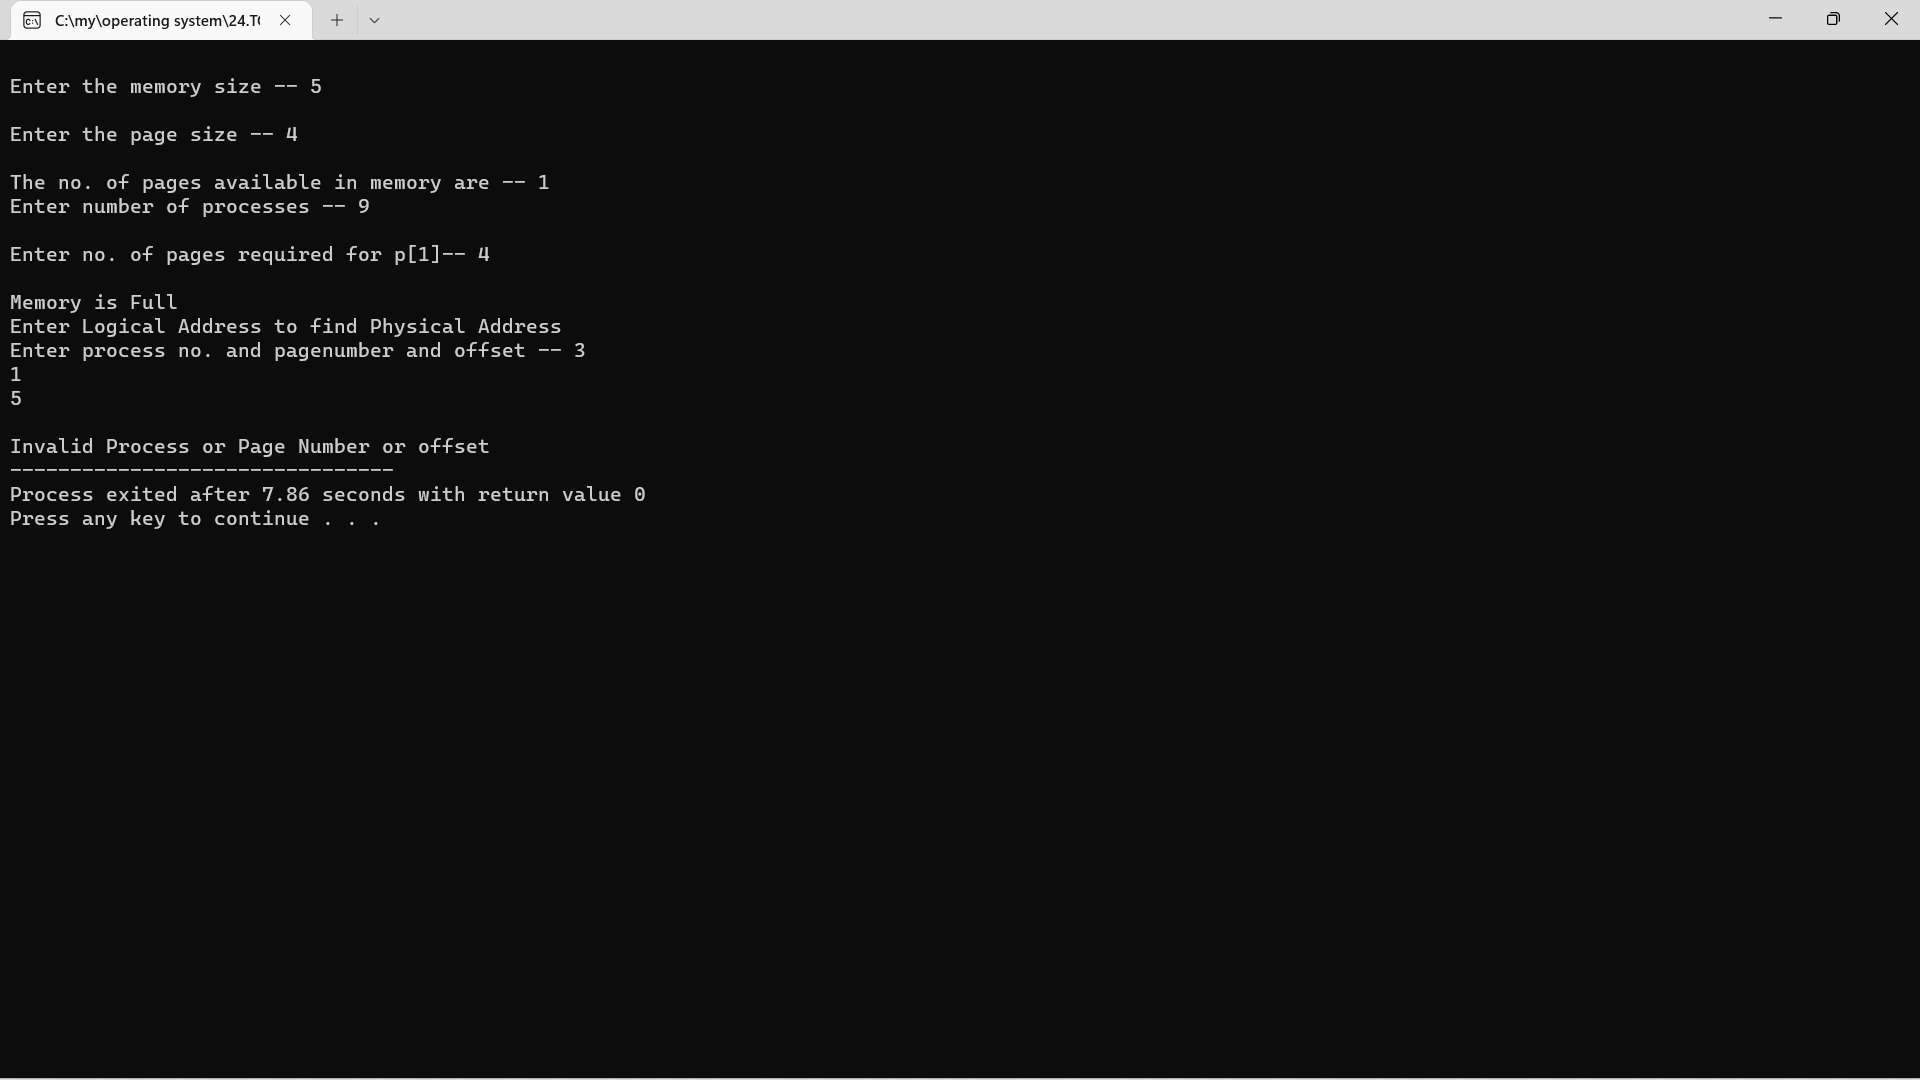 C:\my\operating system\24.TC
Enter the memory size -- 5
Enter the page size -- 4
The no. of pages available in memory are -- 1
Enter number of processes -- 9
Enter no. of pages required for p[1]-- 4
Memory is Full
Enter Logical Address to find Physical Address
Enter process no. and pagenumber and offset -- 3
1
5
Invalid Process or Page Number or offset
--------------------------------
Process exited after 7.86 seconds with return value 0
Press any key to continue . . .